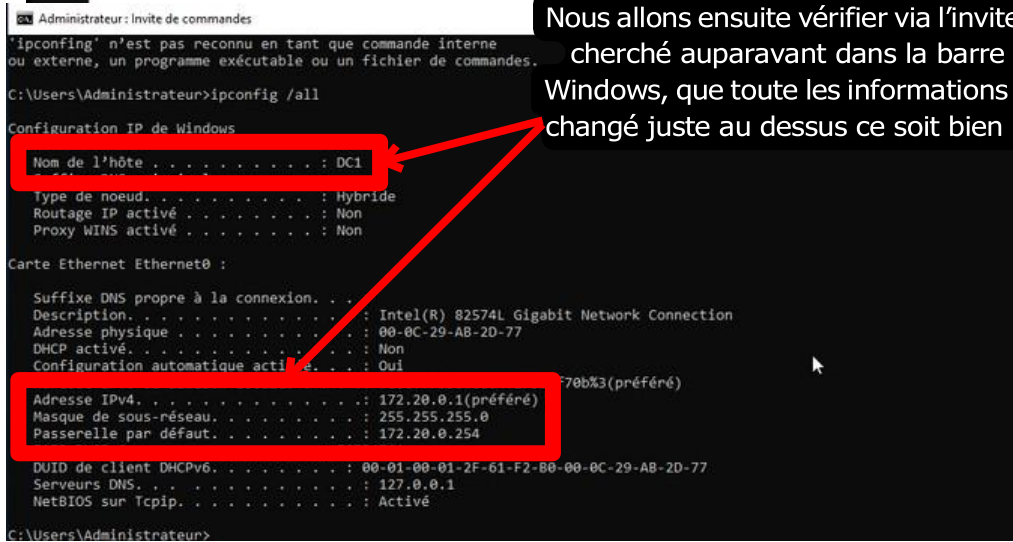 Administrateur : Invite de commandes
Nous allons ensuite vérifier via l'invite
cherché auparavant dans la barre
Windows, que toute les informations
changé juste au dessus ce soit bien
'ipconfing' n'est pas reconnu en tant que commande interne
ou externe, un programme exécutable ou un fichier de commandes.
C:\Users\Administrateur>ipconfig /all
Configuration IP de Windows
Nom de l'hôte . . . . . . . . . . : DC1
Type de noeud. . . . . . . . . . : Hybride
Routage IP activé . . . . . . . . : Non
Proxy WINS activé . . . . . . . . : Non
Carte Ethernet Ethernet0 :
Suffixe DNS propre à la connexion. . .
Description. . . . . . . . . . . . . . : Intel(R) 82574L Gigabit Network Connection
Adresse physique . . . . . . . . . . . : 00-0C-29-AB-2D-77
DHCP activé. . . . . . . . . . . . . . : Non
Configuration automatique activée. . . : Oui
f70b%3(préféré)
Adresse IPv4. . . . . . . . . . . . . .: 172.20.0.1(préféré)
Masque de sous-réseau. . . . . . . . . : 255.255.255.0
Passerelle par défaut. . . . . . . . . : 172.20.0.254
DUID de client DHCPv6. . . . . . . . : 00-01-00-01-2F-61-F2-B0-00-0C-29-AB-2D-77
Serveurs DNS. . . . . . . . . . . . . : 127.0.0.1
NetBIOS sur Tcpip. . . . . . . . . . . : Activé
C:\Users\Administrateur>